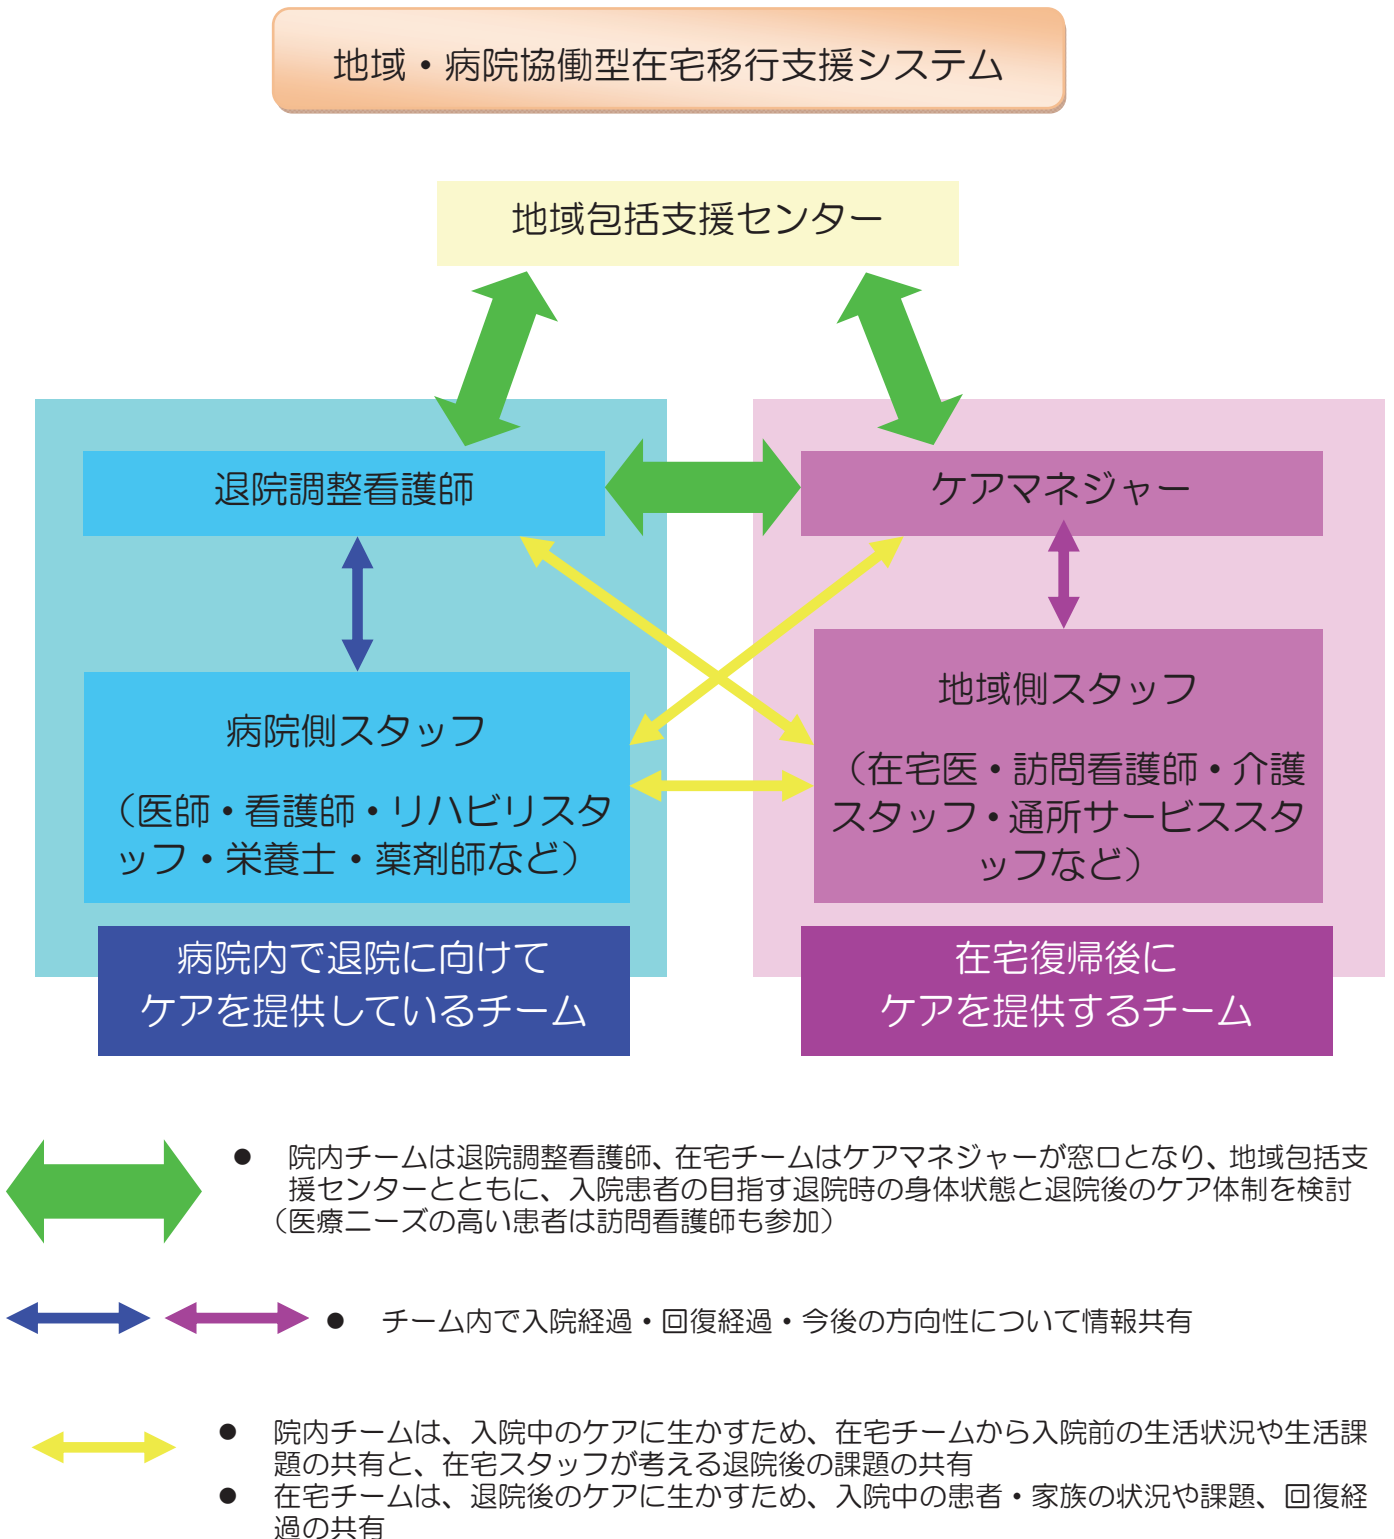 地域・病院協働型在宅移行支援システム
地域包括支援センター
退院調整看護師
ケアマネジャー
病院側スタッフ
（医師・看護師・リハビリスタ
ッフ・栄養士・薬剤師など）
地域側スタッフ
（在宅医・訪問看護師・介護
スタッフ・通所サービススタ
ッフなど）
病院内で退院に向けて
ケアを提供しているチーム
在宅復帰後に
ケアを提供するチーム
● 院内チームは退院調整看護師、在宅チームはケアマネジャーが窓口となり、地域包括支
援センターとともに、入院患者の目指す退院時の身体状態と退院後のケア体制を検討
（医療ニーズの高い患者は訪問看護師も参加）
● チーム内で入院経過・回復経過・今後の方向性について情報共有
● 院内チームは、入院中のケアに生かすため、在宅チームから入院前の生活状況や生活課
題の共有と、在宅スタッフが考える退院後の課題の共有
● 在宅チームは、退院後のケアに生かすため、入院中の患者・家族の状況や課題、回復経
過の共有